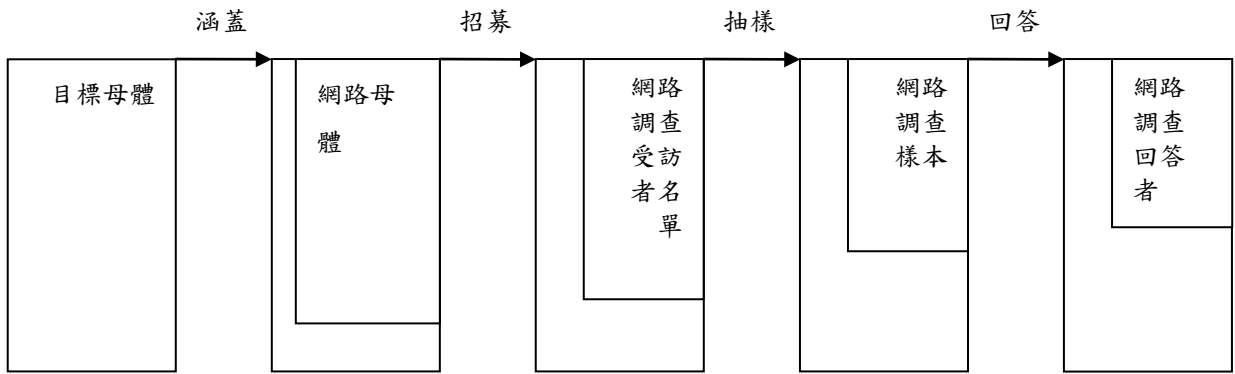 涵蓋
招募
抽樣
回答
目標母體
網路母
體
網路
調查
受訪
者名
單
網路
調查
樣本
網路
調查
回答
者